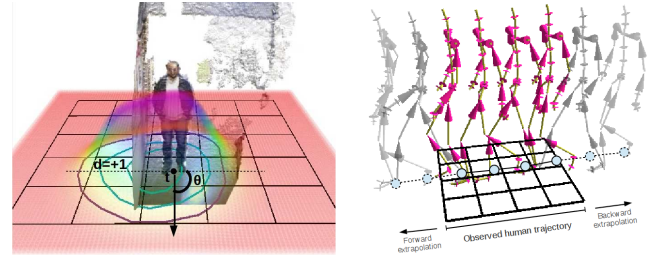 d=+1
t
θ
Forward
extrapolation
Observed human trajectory
Backward
extrapolation